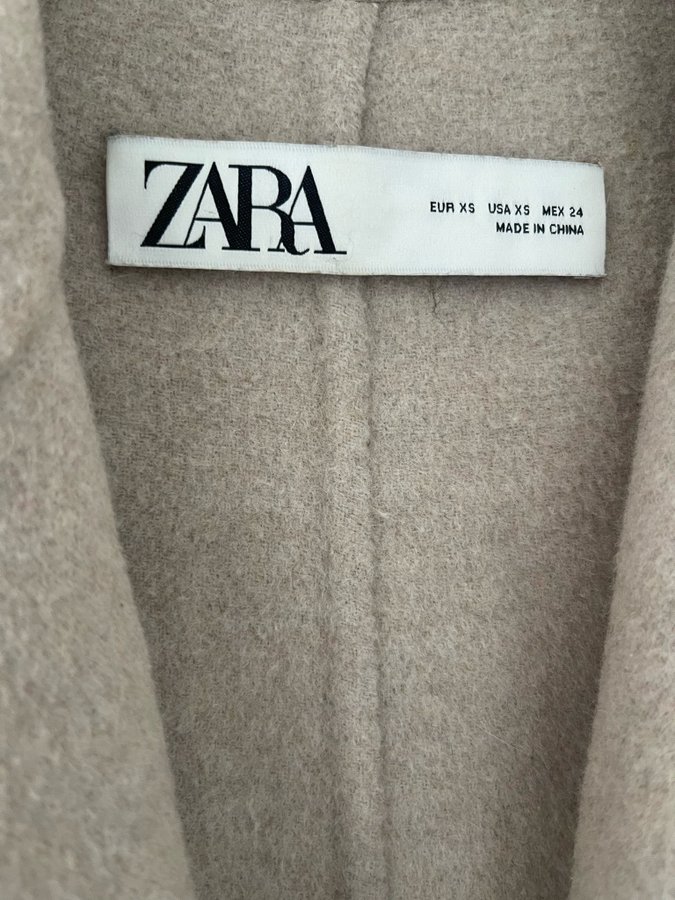 ZARA
EUR XS USA XS MEX 24
MADE IN CHINA